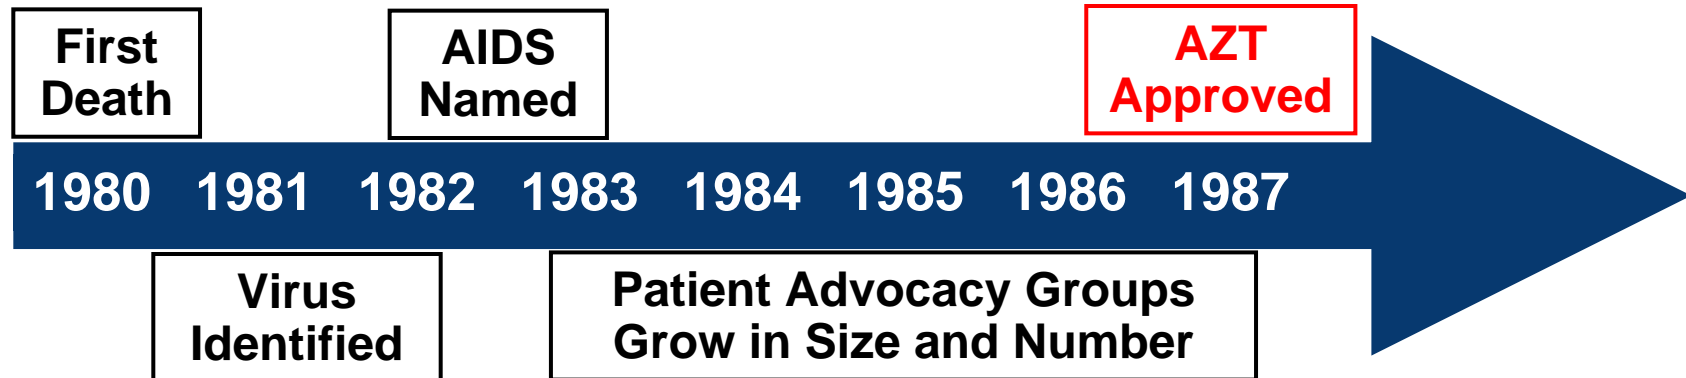 First
Death
AIDS
Named
AZT
Approved
1980 1981 1982 1983 1984 1985 1986 1987
Virus
Identified
Patient Advocacy Groups
Grow in Size and Number